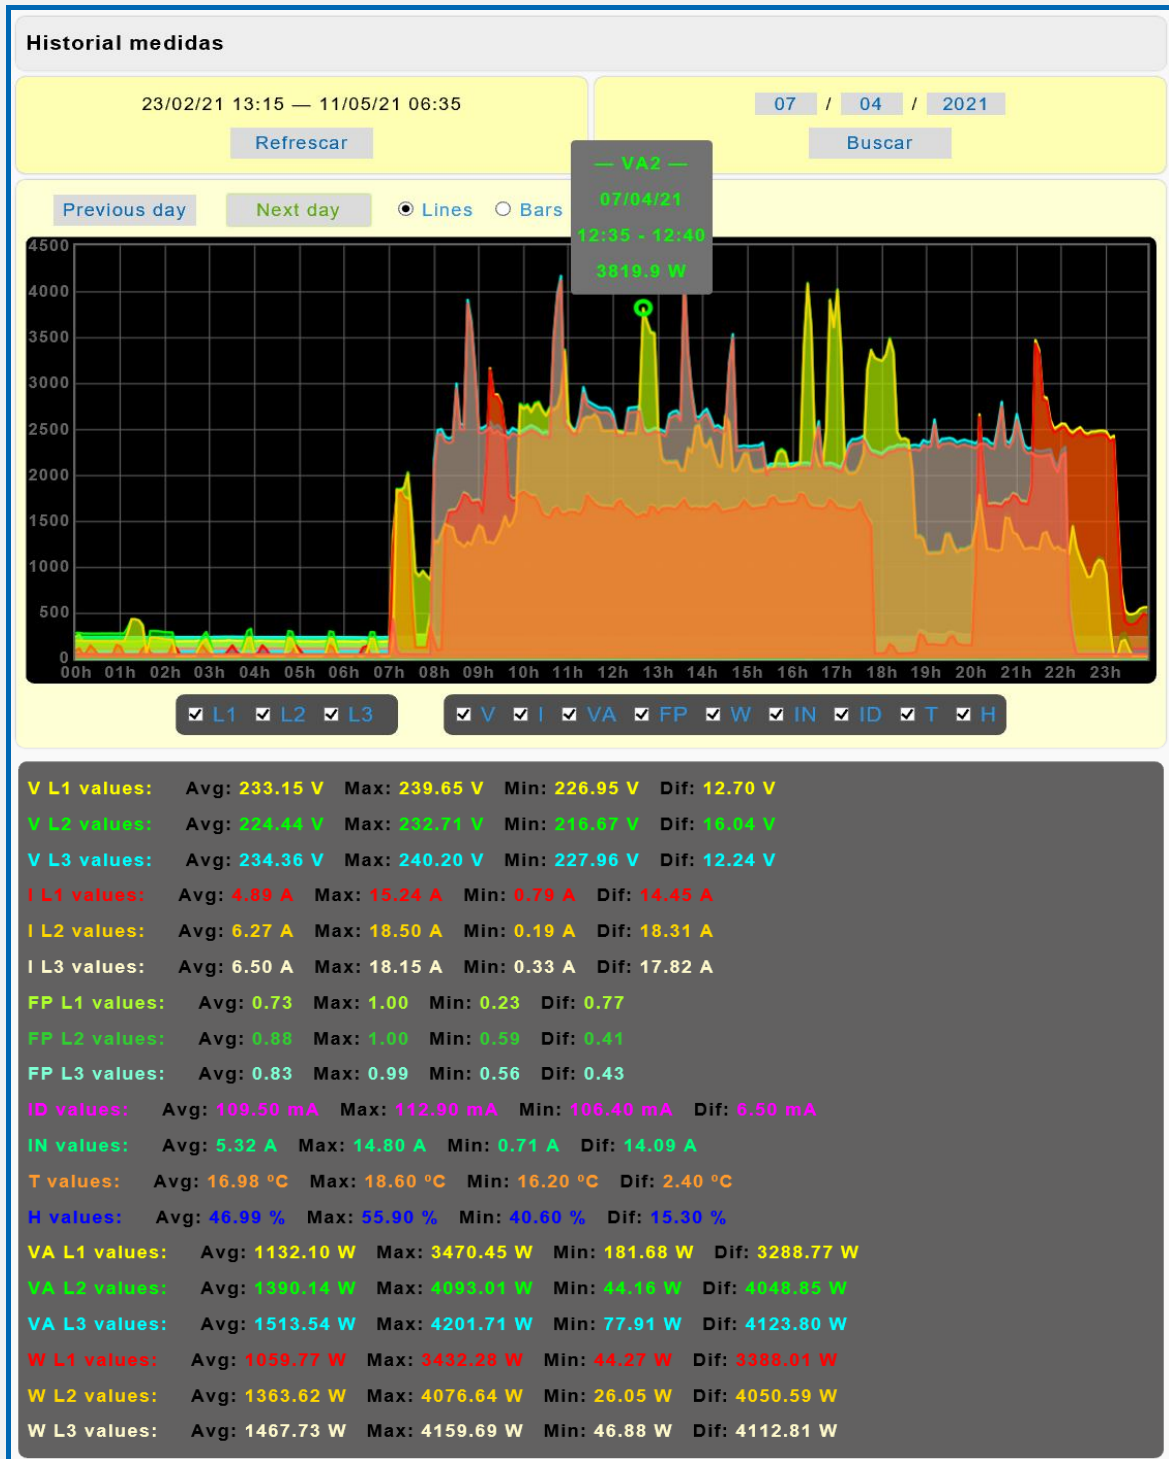 Historial medidas
23/02/21 13:15 — 11/05/21 06:35
07 / 04 / 2021
Refrescar
Buscar
— VA2 —
07/04/21
12:35 - 12:40
3819.9 W
Previous day Next day Lines Bars
4500
4000
3500
3000
2500
2000
1500
1000
500
0
00h 01h 02h 03h 04h 05h 06h 07h 08h 09h 10h 11h 12h 13h 14h 15h 16h 17h 18h 19h 20h 21h 22h 23h
L1 L2 L3 V I VA FP W IN ID T H
V L1 values: Avg: 233.15 V Max: 239.65 V Min: 226.95 V Dif: 12.70 V
V L2 values: Avg: 224.44 V Max: 232.71 V Min: 216.67 V Dif: 16.04 V
V L3 values: Avg: 234.36 V Max: 240.20 V Min: 227.96 V Dif: 12.24 V
I L1 values: Avg: 4.89 A Max: 15.24 A Min: 0.79 A Dif: 14.45 A
I L2 values: Avg: 6.27 A Max: 18.50 A Min: 0.19 A Dif: 18.31 A
I L3 values: Avg: 6.50 A Max: 18.15 A Min: 0.33 A Dif: 17.82 A
FP L1 values: Avg: 0.73 Max: 1.00 Min: 0.23 Dif: 0.77
FP L2 values: Avg: 0.88 Max: 1.00 Min: 0.59 Dif: 0.41
FP L3 values: Avg: 0.83 Max: 0.99 Min: 0.56 Dif: 0.43
ID values: Avg: 109.50 mA Max: 112.90 mA Min: 106.40 mA Dif: 6.50 mA
IN values: Avg: 5.32 A Max: 14.80 A Min: 0.71 A Dif: 14.09 A
T values: Avg: 16.98 ºC Max: 18.60 ºC Min: 16.20 ºC Dif: 2.40 ºC
H values: Avg: 46.99 % Max: 55.90 % Min: 40.60 % Dif: 15.30 %
VA L1 values: Avg: 1132.10 W Max: 3470.45 W Min: 181.68 W Dif: 3288.77 W
VA L2 values: Avg: 1390.14 W Max: 4093.01 W Min: 44.16 W Dif: 4048.85 W
VA L3 values: Avg: 1513.54 W Max: 4201.71 W Min: 77.91 W Dif: 4123.80 W
W L1 values: Avg: 1059.77 W Max: 3432.28 W Min: 44.27 W Dif: 3388.01 W
W L2 values: Avg: 1363.62 W Max: 4076.64 W Min: 26.05 W Dif: 4050.59 W
W L3 values: Avg: 1467.73 W Max: 4159.69 W Min: 46.88 W Dif: 4112.81 W